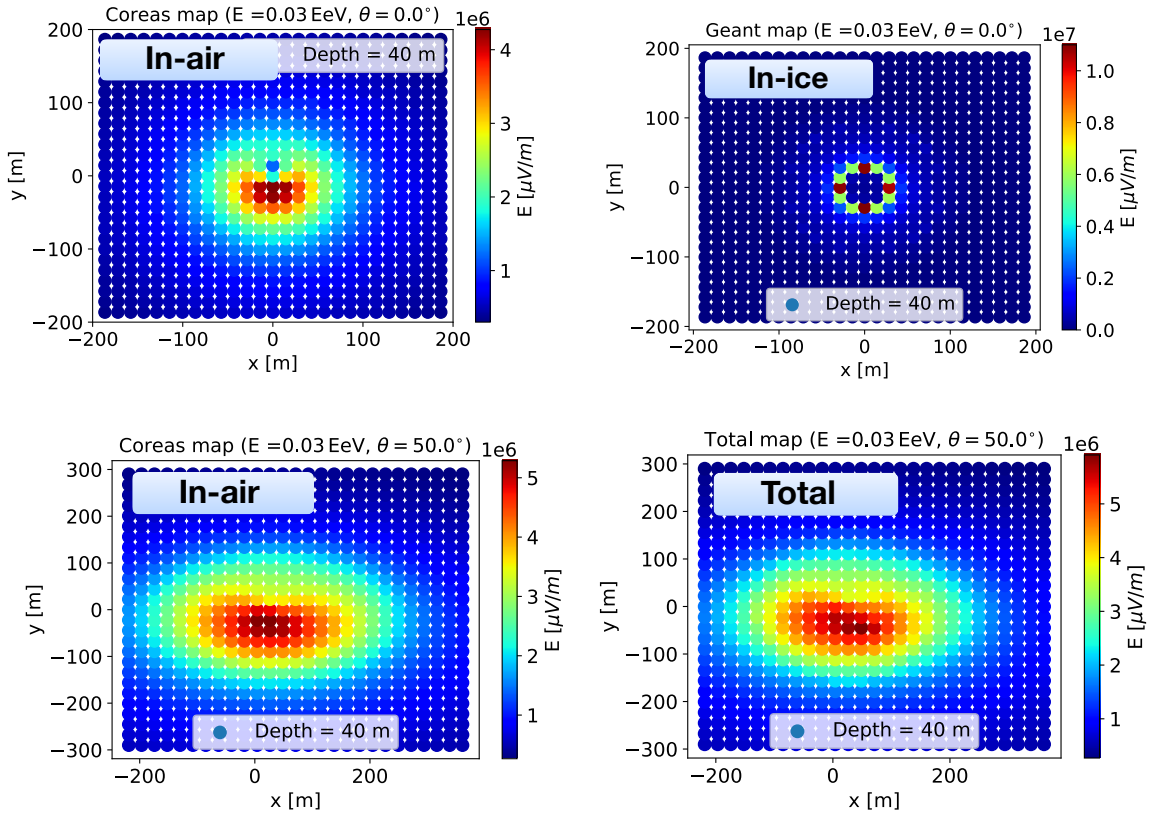 Coreas map (E =0.03 EeV, θ = 0.0°)
1e6
In-air
Depth = 40 m
200
100
0
−100
−200
y [m]
−200
−100
0
100
200
x [m]
4
3
2
1
E [μV/m]
Geant map (E =0.03 EeV, θ = 0.0°)
1e7
In-ice
200
100
0
−100
−200
y [m]
Depth = 40 m
−200
−100
0
100
200
x [m]
1.0
0.8
0.6
0.4
0.2
0.0
E [μV/m]
Coreas map (E =0.03 EeV, θ = 50.0°)
1e6
In-air
300
200
100
0
−100
−200
−300
y [m]
Depth = 40 m
−200
0
200
x [m]
5
4
3
2
1
E [μV/m]
Total map (E =0.03 EeV, θ = 50.0°)
1e6
Total
300
200
100
0
−100
−200
−300
y [m]
Depth = 40 m
−200
0
200
x [m]
5
4
3
2
1
E [μV/m]